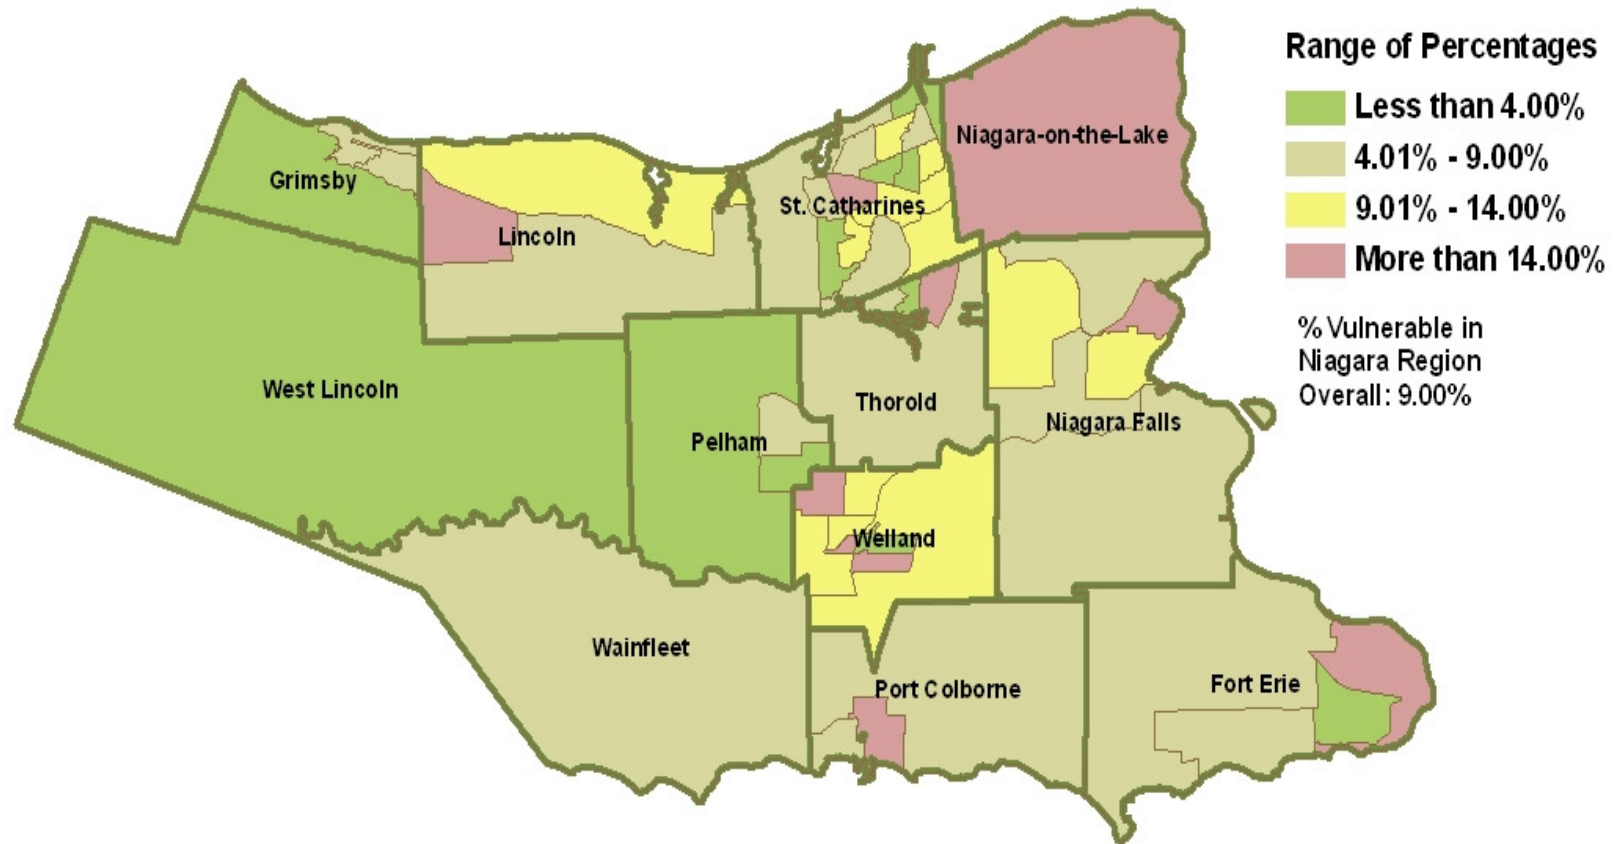 Range of Percentages
Less than 4.00%
4.01% - 9.00%
9.01% - 14.00%
More than 14.00%
% Vulnerable in
Niagara Region
Overall: 9.00%
Niagara-on-the-Lake
Grimsby
St. Catharines
Lincoln
West Lincoln
Thorold
Niagara Falls
Pelham
Welland
Wainfleet
Port Colborne
Fort Erie